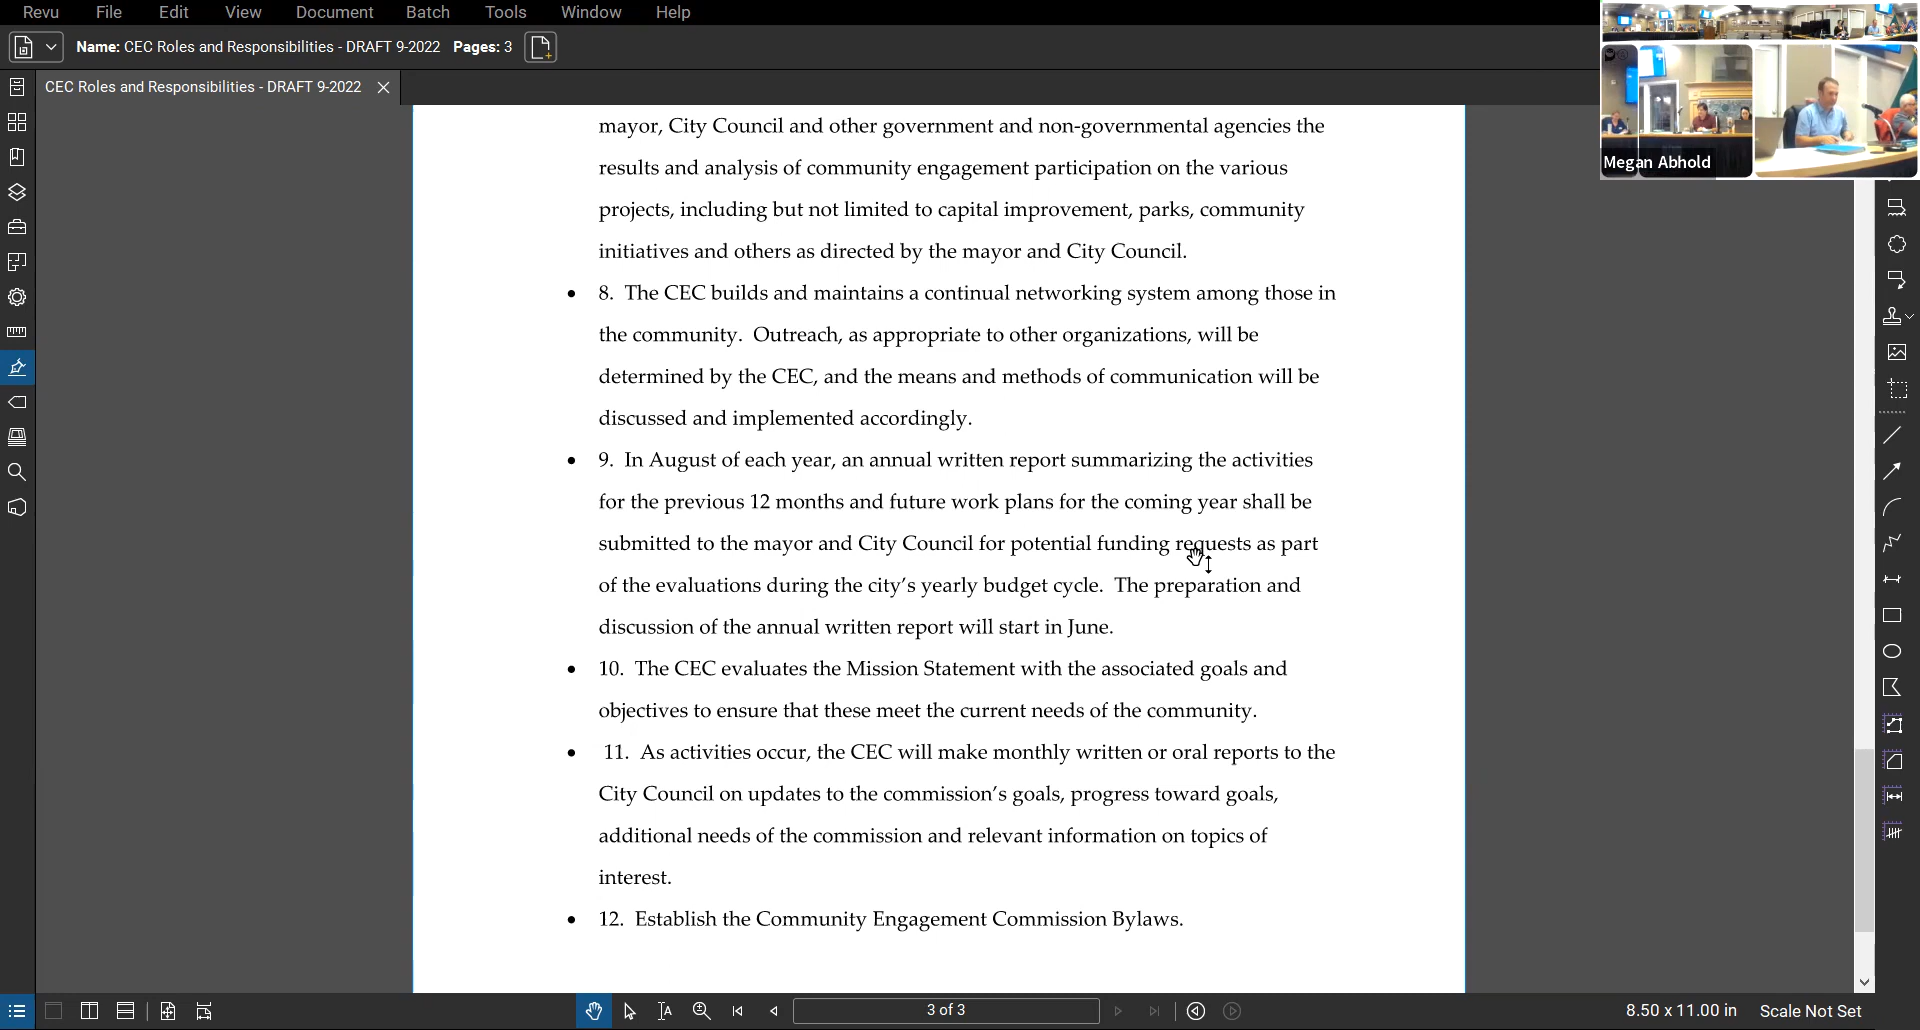 Revu File Edit View Document Batch Tools Window Help
Name: CEC Roles and Responsibilities - DRAFT 9-2022 Pages: 3
CEC Roles and Responsibilities - DRAFT 9-2022
Megan Abhold
mayor, City Council and other government and non-governmental agencies the
results and analysis of community engagement participation on the various
projects, including but not limited to capital improvement, parks, community
initiatives and others as directed by the mayor and City Council.
• 8. The CEC builds and maintains a continual networking system among those in
the community. Outreach, as appropriate to other organizations, will be
determined by the CEC, and the means and methods of communication will be
discussed and implemented accordingly.
• 9. In August of each year, an annual written report summarizing the activities
for the previous 12 months and future work plans for the coming year shall be
submitted to the mayor and City Council for potential funding requests as part
of the evaluations during the city’s yearly budget cycle. The preparation and
discussion of the annual written report will start in June.
• 10. The CEC evaluates the Mission Statement with the associated goals and
objectives to ensure that these meet the current needs of the community.
• 11. As activities occur, the CEC will make monthly written or oral reports to the
City Council on updates to the commission’s goals, progress toward goals,
additional needs of the commission and relevant information on topics of
interest.
• 12. Establish the Community Engagement Commission Bylaws.
3 of 3
8.50 x 11.00 in Scale Not Set